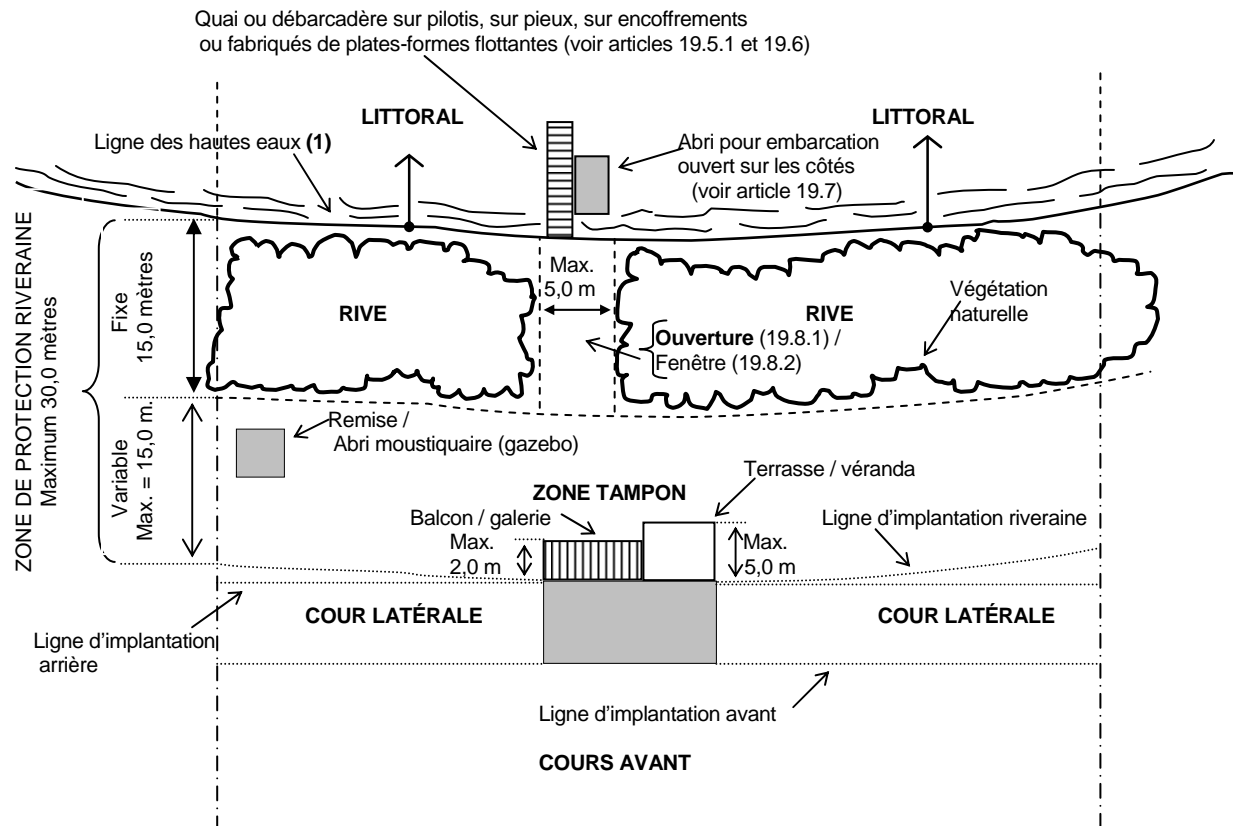 Quai ou débarcadère sur pilotis, sur pieux, sur encoffrements
ou fabriqués de plates-formes flottantes (voir articles 19.5.1 et 19.6)
LITTORAL
LITTORAL
Ligne des hautes eaux (1)
Abri pour embarcation
ouvert sur les côtés
(voir article 19.7)
ZONE DE PROTECTION RIVERAINE
Maximum 30,0 mètres
Fixe
15,0 mètres
Max.
5,0 m
RIVE
RIVE
Végétation
naturelle
Ouverture (19.8.1) /
Fenêtre (19.8.2)
Variable
Max. = 15,0 m.
Remise /
Abri moustiquaire (gazebo)
Terrasse / véranda
ZONE TAMPON
Balcon / galerie
Max.
2,0 m
Max.
5,0 m
Ligne d'implantation riveraine
COUR LATÉRALE
COUR LATÉRALE
Ligne d'implantation
arrière
Ligne d'implantation avant
COURS AVANT